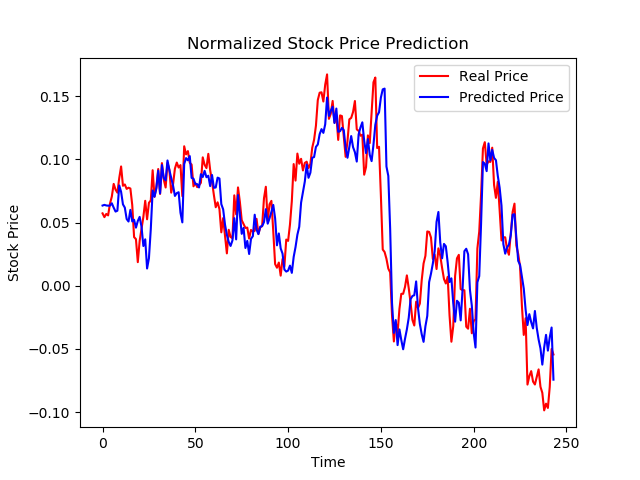 Normalized Stock Price Prediction
Real Price
Predicted Price
Stock Price
0.15
0.10
0.05
0.00
−0.05
−0.10
0 50 100 150 200 250
Time